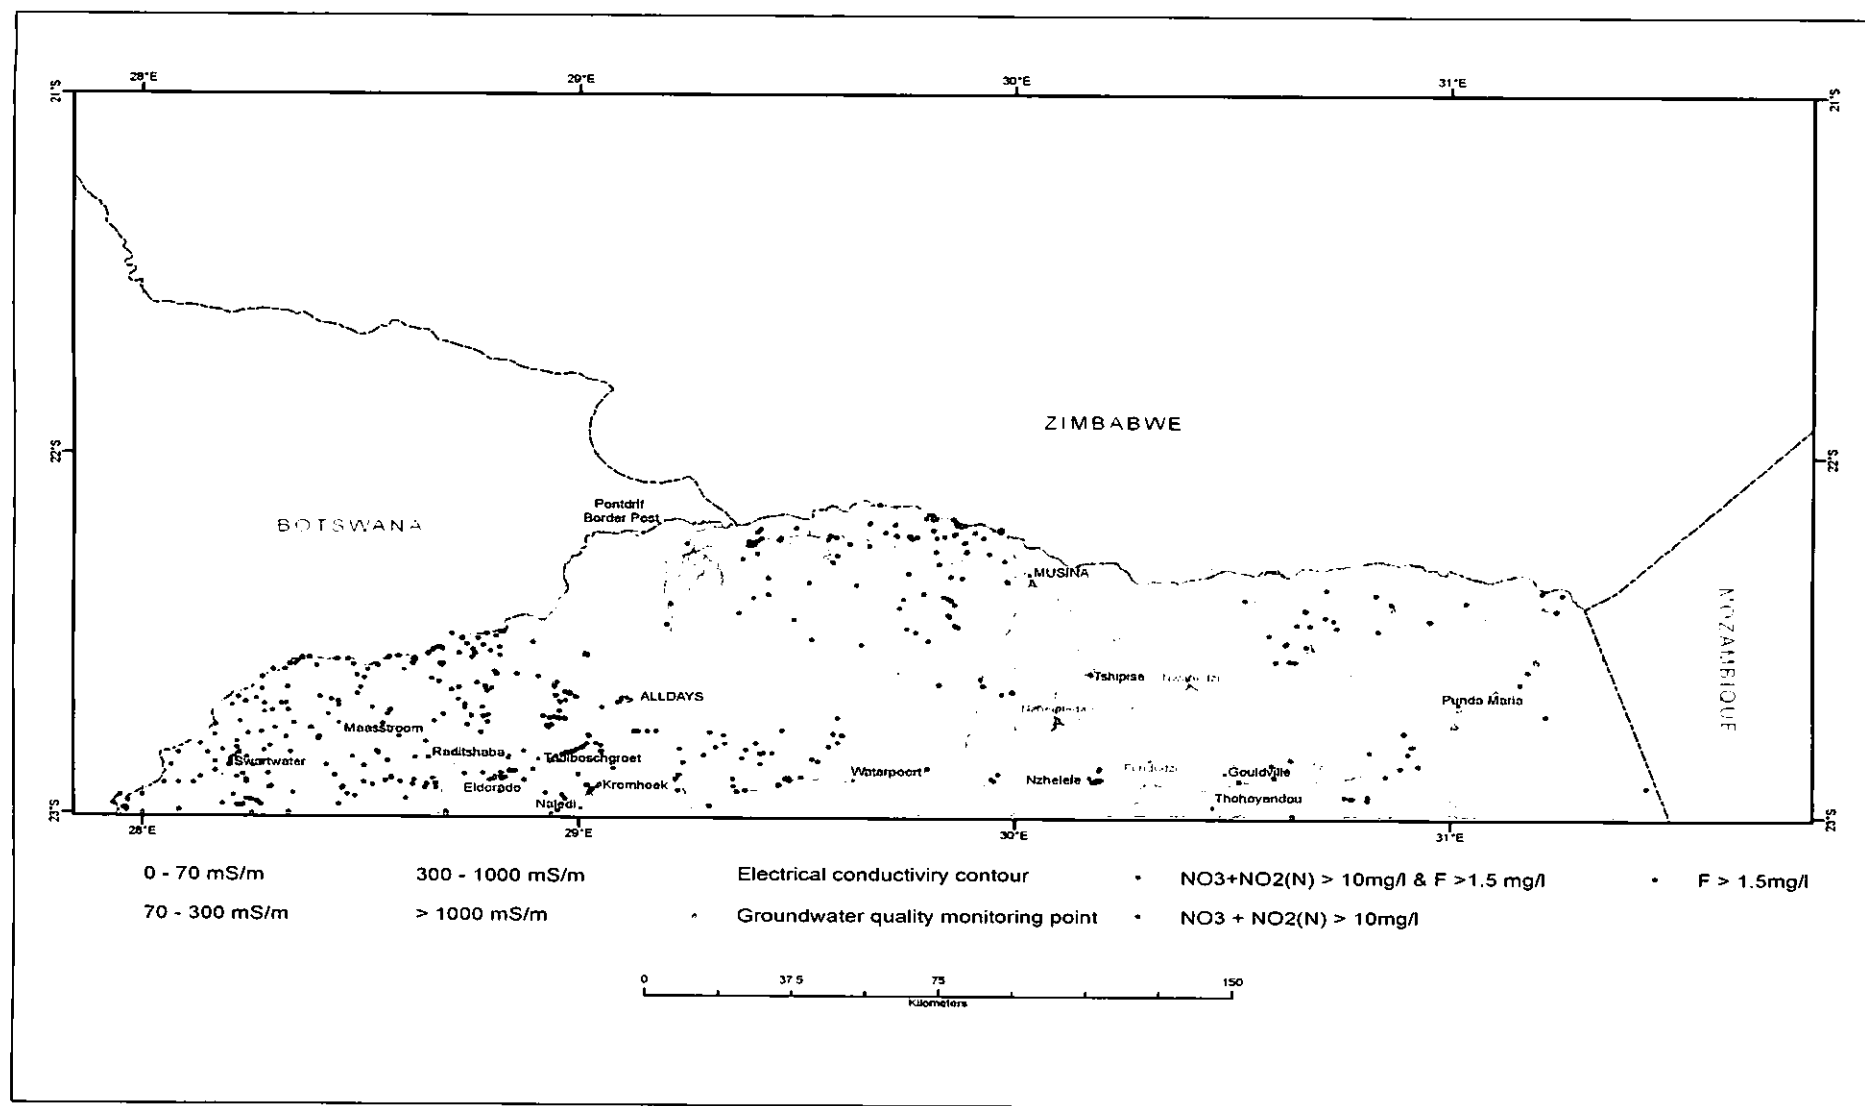 28°E
29°E
30°E
31°E
21°S
21°S
ZIMBABWE
22°S
22°S
Pontdrif
Border Post
BOTSWANA
MUSINA
MOZAMBIQUE
Tshipise
ALLDAYS
Punda Maria
Maasstroom
Raditshaba
Swartwater
Taaiboschgroet
Waterpoort
Gouldville
Eldorado
Kromhoek
Nzhelele
Naledi
Thohoyandou
23°S
23°S
28°E
29°E
30°E
31°E
0 - 70 mS/m
300 - 1000 mS/m
Electrical conductiviry contour
NO3+NO2(N) > 10mg/l & F >1.5 mg/l
F > 1.5mg/l
70 - 300 mS/m
> 1000 mS/m
Groundwater quality monitoring point
NO3 + NO2(N) > 10mg/l
0
37.5
75
150
Kilometers